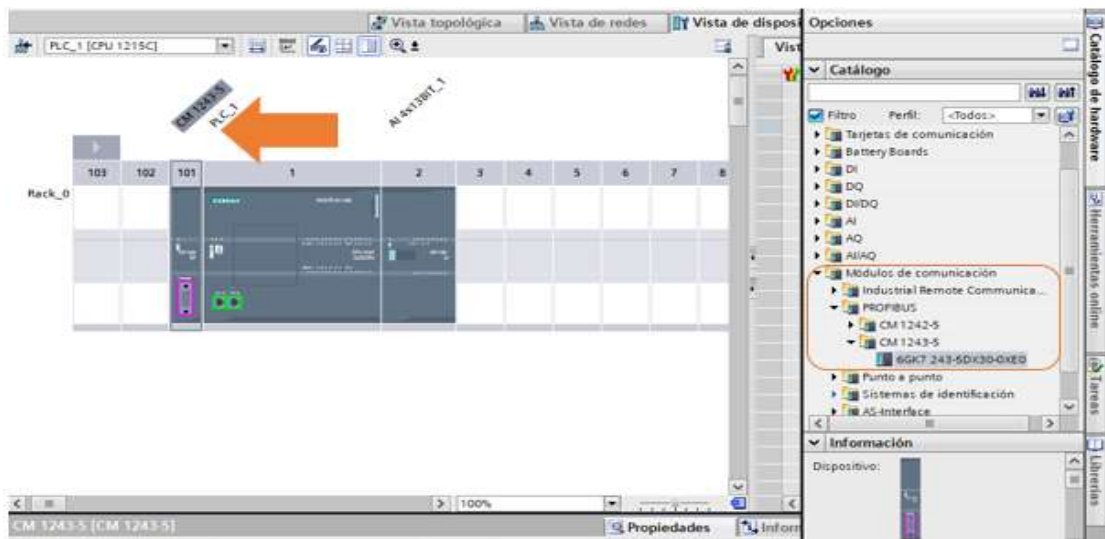 Vista topológica Vista de redes Vista de disposi Opciones
PLC_1 [CPU 1215C] Vist
CM 1243-5
PLC_1
AI 4x13BIT_1
103 102 101 1 2 3 4 5 6 7 8
Rack_0
SIEMENS
100%
CM 1243-5 [CM 1243-5]
Propiedades Inform
Catálogo
Filtro Perfil: <Todos>
Tarjetas de comunicación
Battery Boards
DI
DQ
DI/DQ
AI
AQ
AI/AQ
Módulos de comunicación
Industrial Remote Communica...
PROFIBUS
CM 1242-5
CM 1243-5
6GK7 243-5DX30-0XE0
Punto a punto
Sistemas de identificación
AS-Interface
Información
Dispositivo:
Catálogo de hardware
Herramientas online
Tareas
Librerías